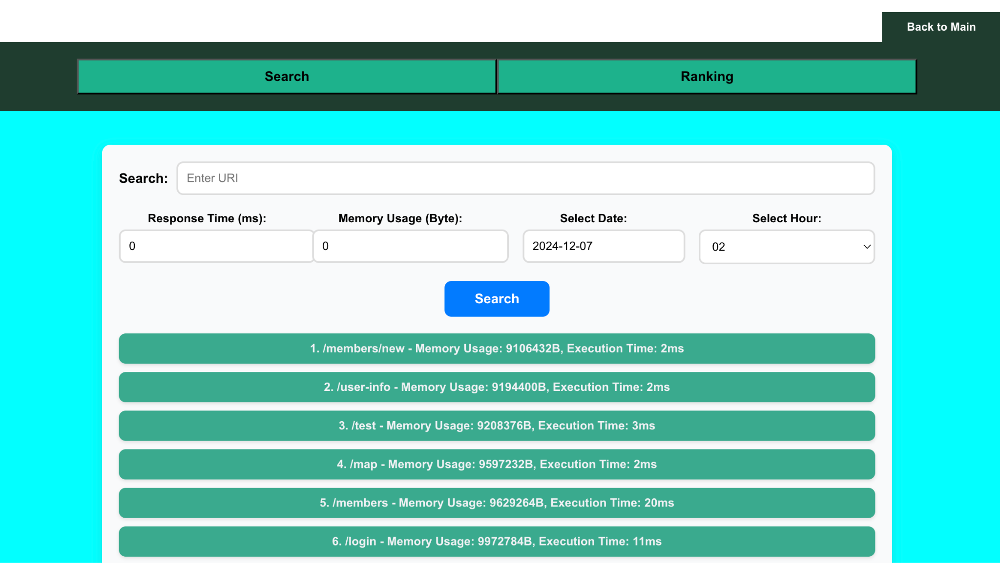 Back to Main
Search Ranking
Search: Enter URI
Response Time (ms): Memory Usage (Byte): Select Date: Select Hour:
0 0 2024-12-07 02
Search
1. /members/new - Memory Usage: 9106432B, Execution Time: 2ms
2. /user-info - Memory Usage: 9194400B, Execution Time: 2ms
3. /test - Memory Usage: 9208376B, Execution Time: 3ms
4. /map - Memory Usage: 9597232B, Execution Time: 2ms
5. /members - Memory Usage: 9629264B, Execution Time: 20ms
6. /login - Memory Usage: 9972784B, Execution Time: 11ms